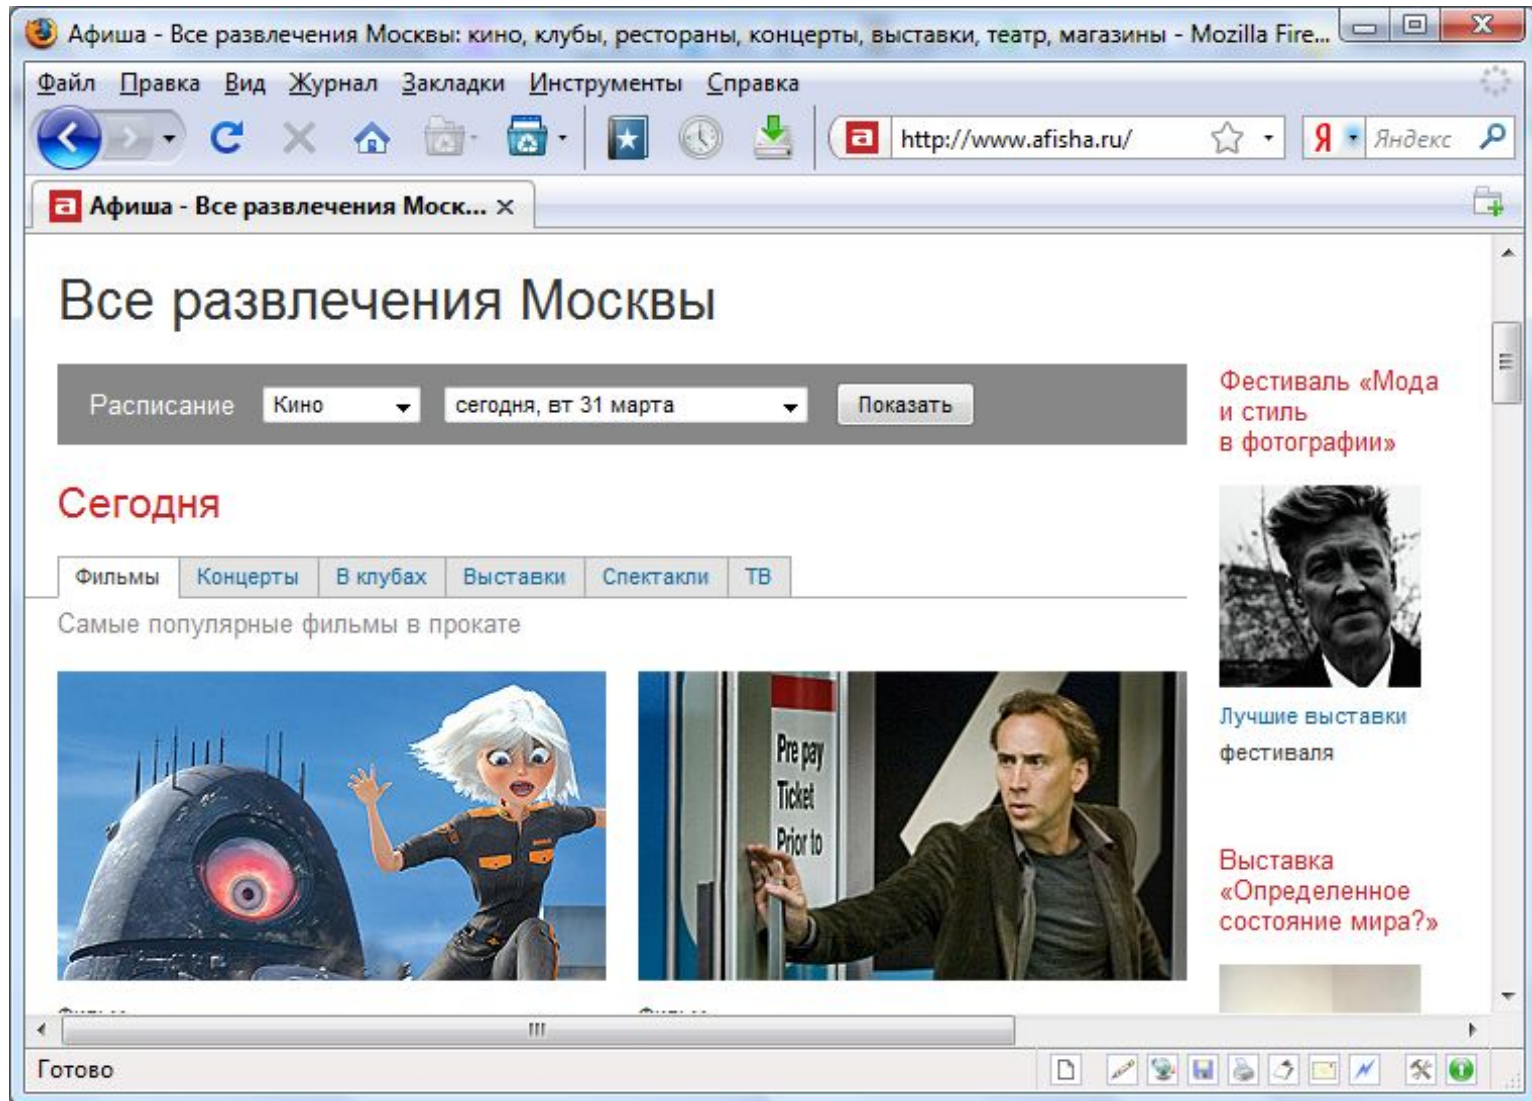 Афиша - Все развлечения Москвы: кино, клубы, рестораны, концерты, выставки, театр, магазины - Mozilla Fire...
Файл Правка Вид Журнал Закладки Инструменты Справка
a http://www.afisha.ru/ Я Яндекс
a Афиша - Все развлечения Моск...
Все развлечения Москвы
Расписание Кино сегодня, вт 31 марта Показать
Сегодня
Фильмы Концерты В клубах Выставки Спектакли ТВ
Самые популярные фильмы в прокате
Pre pay
Ticket
Prior to
Фестиваль «Мода
и стиль
в фотографии»
Лучшие выставки
фестиваля
Выставка
«Определенное
состояние мира?»
Готово